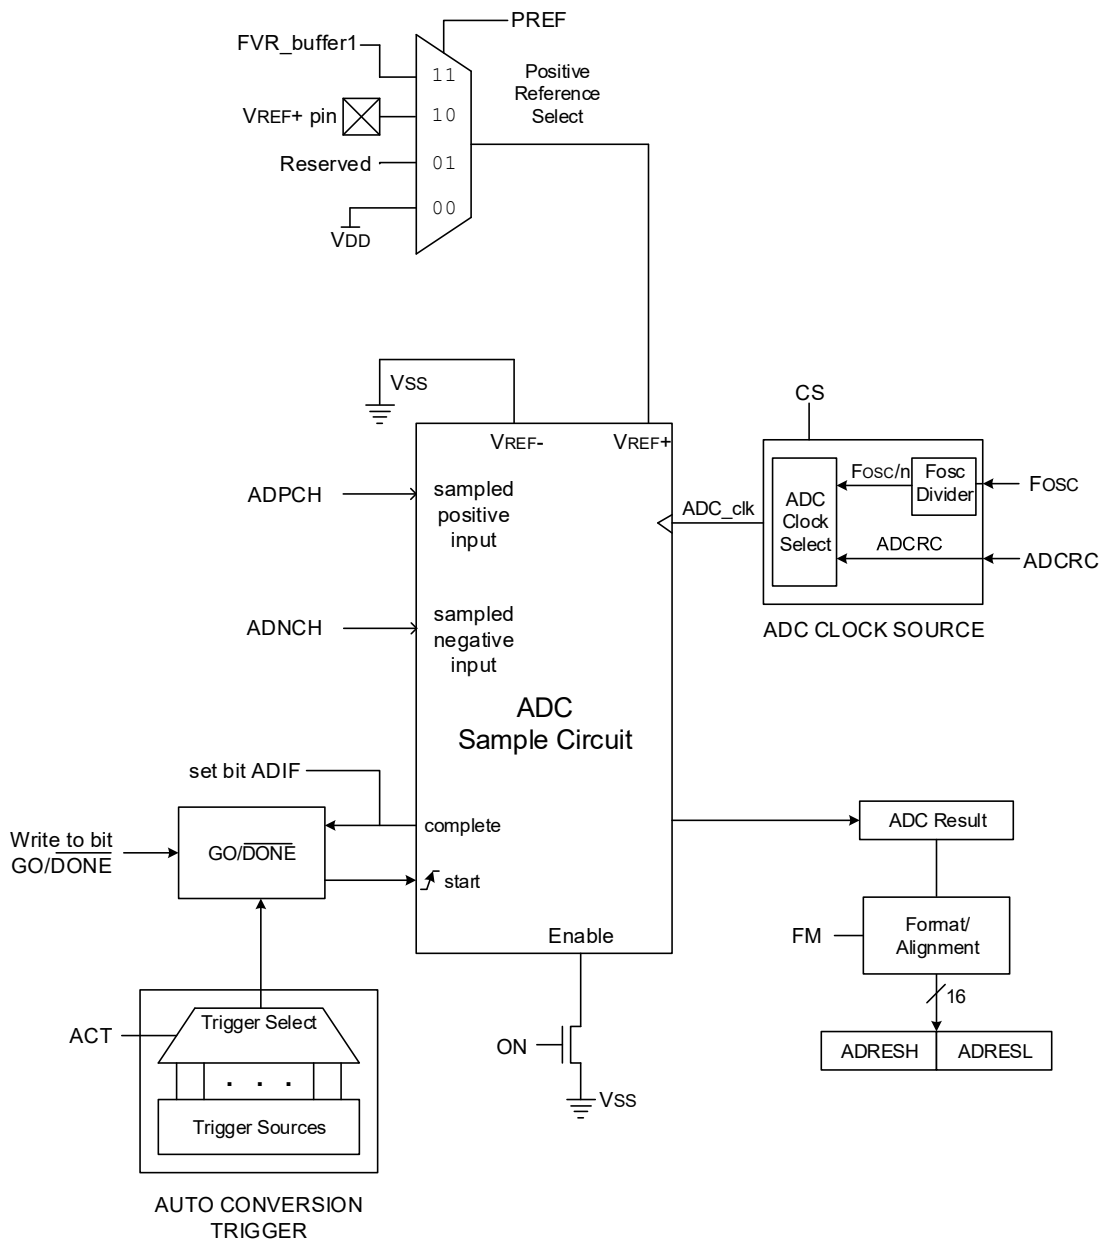 PREF
FVR_buffer1
11
Positive
Reference
Select
VREF+ pin
10
Reserved
01
00
VDD
VSS
CS
VREF-
VREF+
ADPCH
sampled
positive
input
ADC_clk
ADC
Clock
Select
FOSC/n
Fosc
Divider
FOSC
ADCRC
ADCRC
ADNCH
sampled
negative
input
ADC CLOCK SOURCE
ADC
Sample Circuit
set bit ADIF
complete
ADC Result
Write to bit
GO/DONE
GO/DONE
start
Enable
FM
Format/
Alignment
16
ACT
Trigger Select
ON
ADRESH
ADRESL
. . .
VSS
Trigger Sources
AUTO CONVERSION
TRIGGER